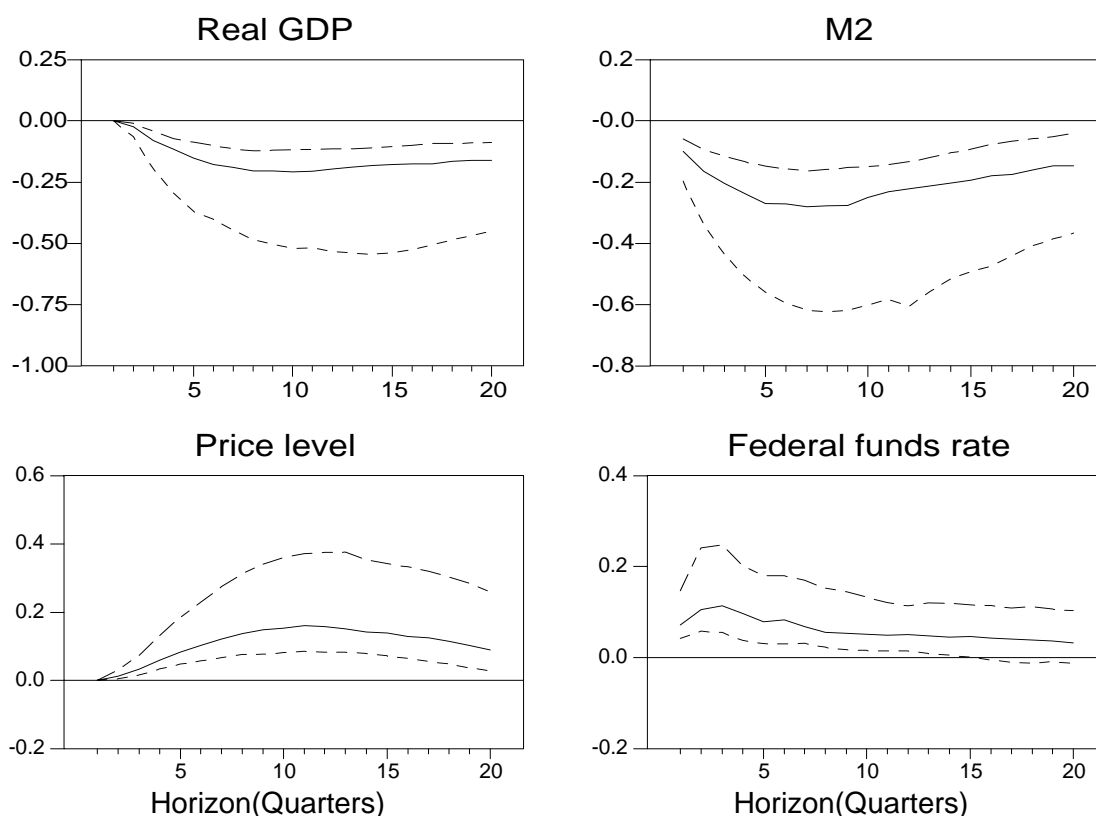 Real GDP
0.25
0.00
-0.25
-0.50
-0.75
-1.00
5 10 15 20
M2
0.2
-0.0
-0.2
-0.4
-0.6
-0.8
5 10 15 20
Price level
0.6
0.4
0.2
0.0
-0.2
5 10 15 20
Horizon(Quarters)
Federal funds rate
0.4
0.2
0.0
-0.2
5 10 15 20
Horizon(Quarters)